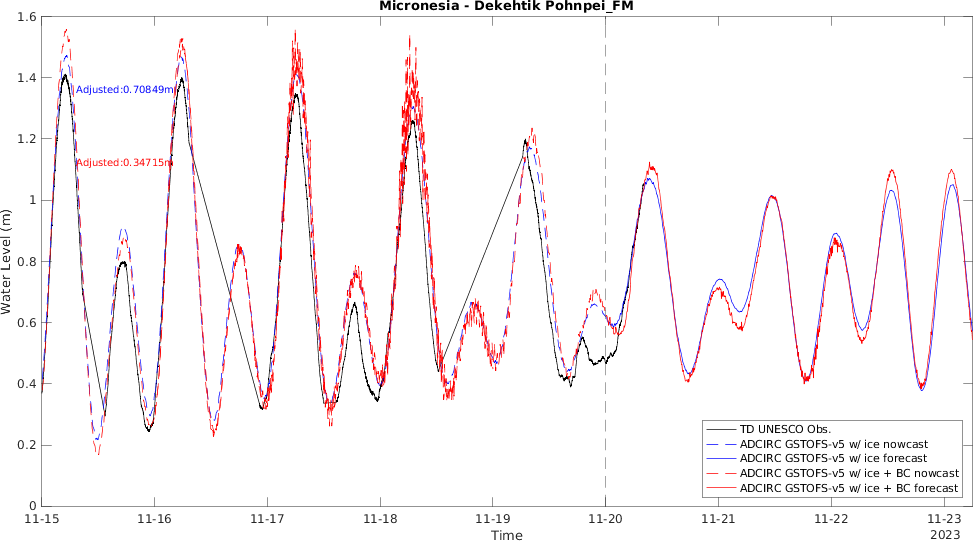 Micronesia - Dekehtik Pohnpei_FM
1.6
1.4
1.2
1
0.8
0.6
0.4
0.2
0
Water Level (m)
Adjusted:0.70849m
Adjusted:0.34715m
TD UNESCO Obs.
ADCIRC GSTOFS-v5 w/ ice nowcast
ADCIRC GSTOFS-v5 w/ ice forecast
ADCIRC GSTOFS-v5 w/ ice + BC nowcast
ADCIRC GSTOFS-v5 w/ ice + BC forecast
11-15 11-16 11-17 11-18 11-19 11-20 11-21 11-22 11-23
Time
2023